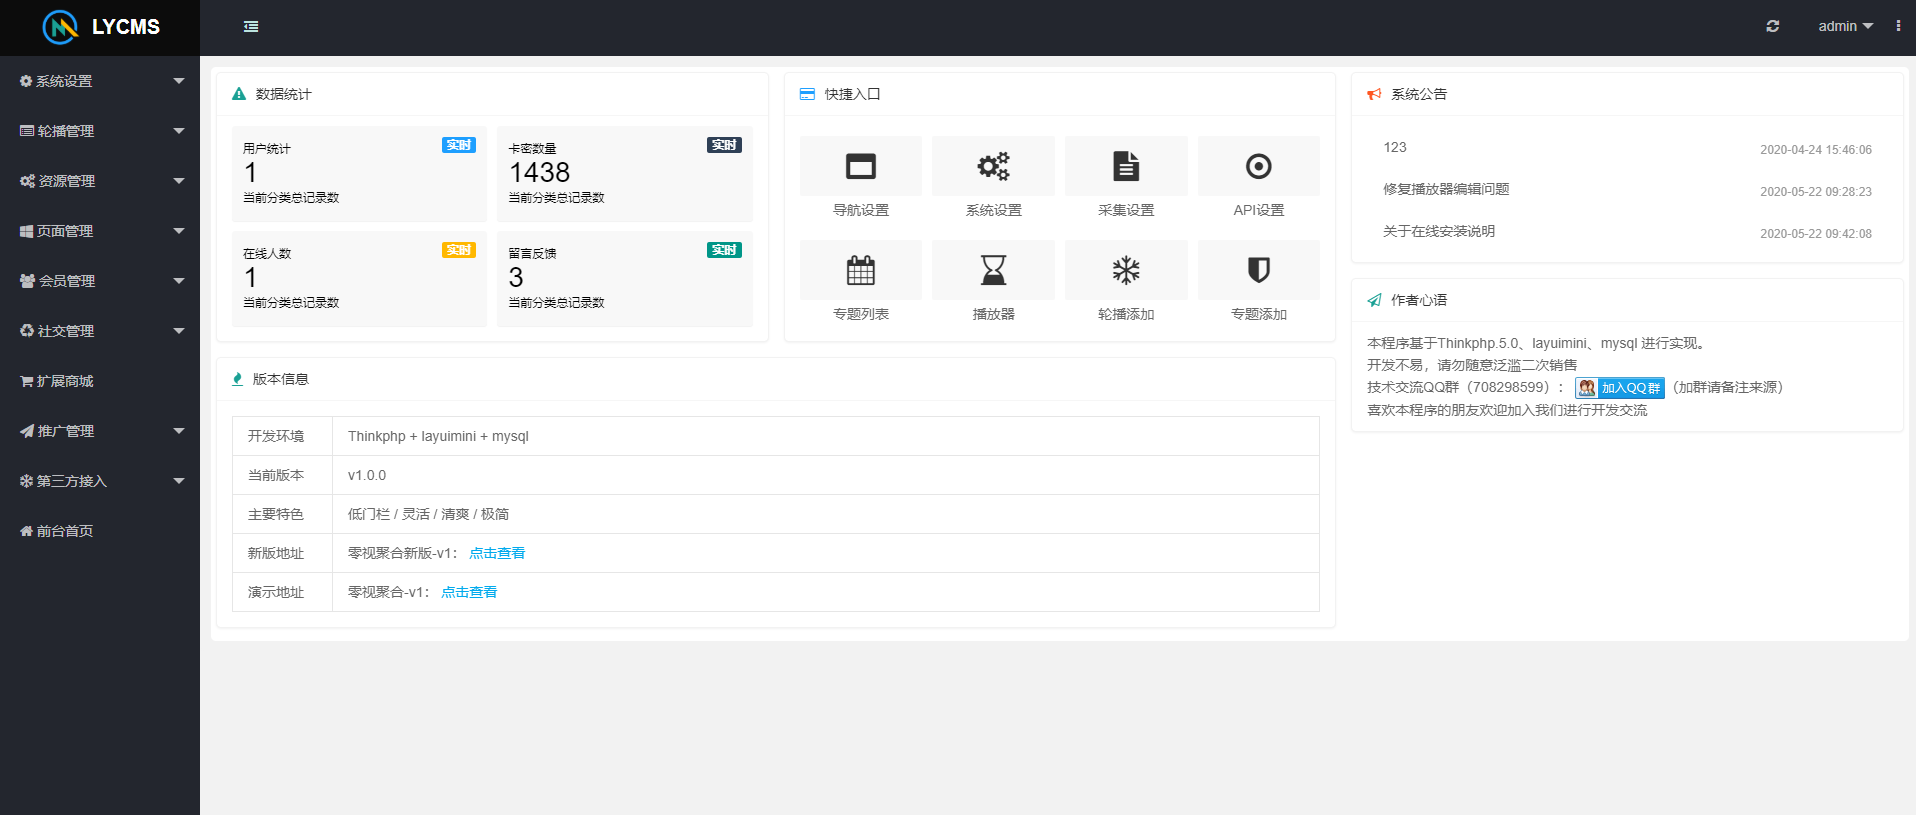 LYCMS
admin
系统设置
轮播管理
资源管理
页面管理
会员管理
社交管理
扩展商城
推广管理
第三方接入
前台首页
数据统计
用户统计 实时
1
当前分类总记录数
卡密数量 实时
1438
当前分类总记录数
在线人数 实时
1
当前分类总记录数
留言反馈 实时
3
当前分类总记录数
快捷入口
导航设置 系统设置 采集设置 API设置
专题列表 播放器 轮播添加 专题添加
版本信息
开发环境 Thinkphp + layuimini + mysql
当前版本 v1.0.0
主要特色 低门栏 / 灵活 / 清爽 / 极简
新版地址 零视聚合新版-v1： 点击查看
演示地址 零视聚合-v1： 点击查看
系统公告
123 2020-04-24 15:46:06
修复播放器编辑问题 2020-05-22 09:28:23
关于在线安装说明 2020-05-22 09:42:08
作者心语
本程序基于Thinkphp.5.0、layuimini、mysql 进行实现。
开发不易，请勿随意泛滥二次销售
技术交流QQ群（708298599）： 加入QQ群 （加群请备注来源）
喜欢本程序的朋友欢迎加入我们进行开发交流